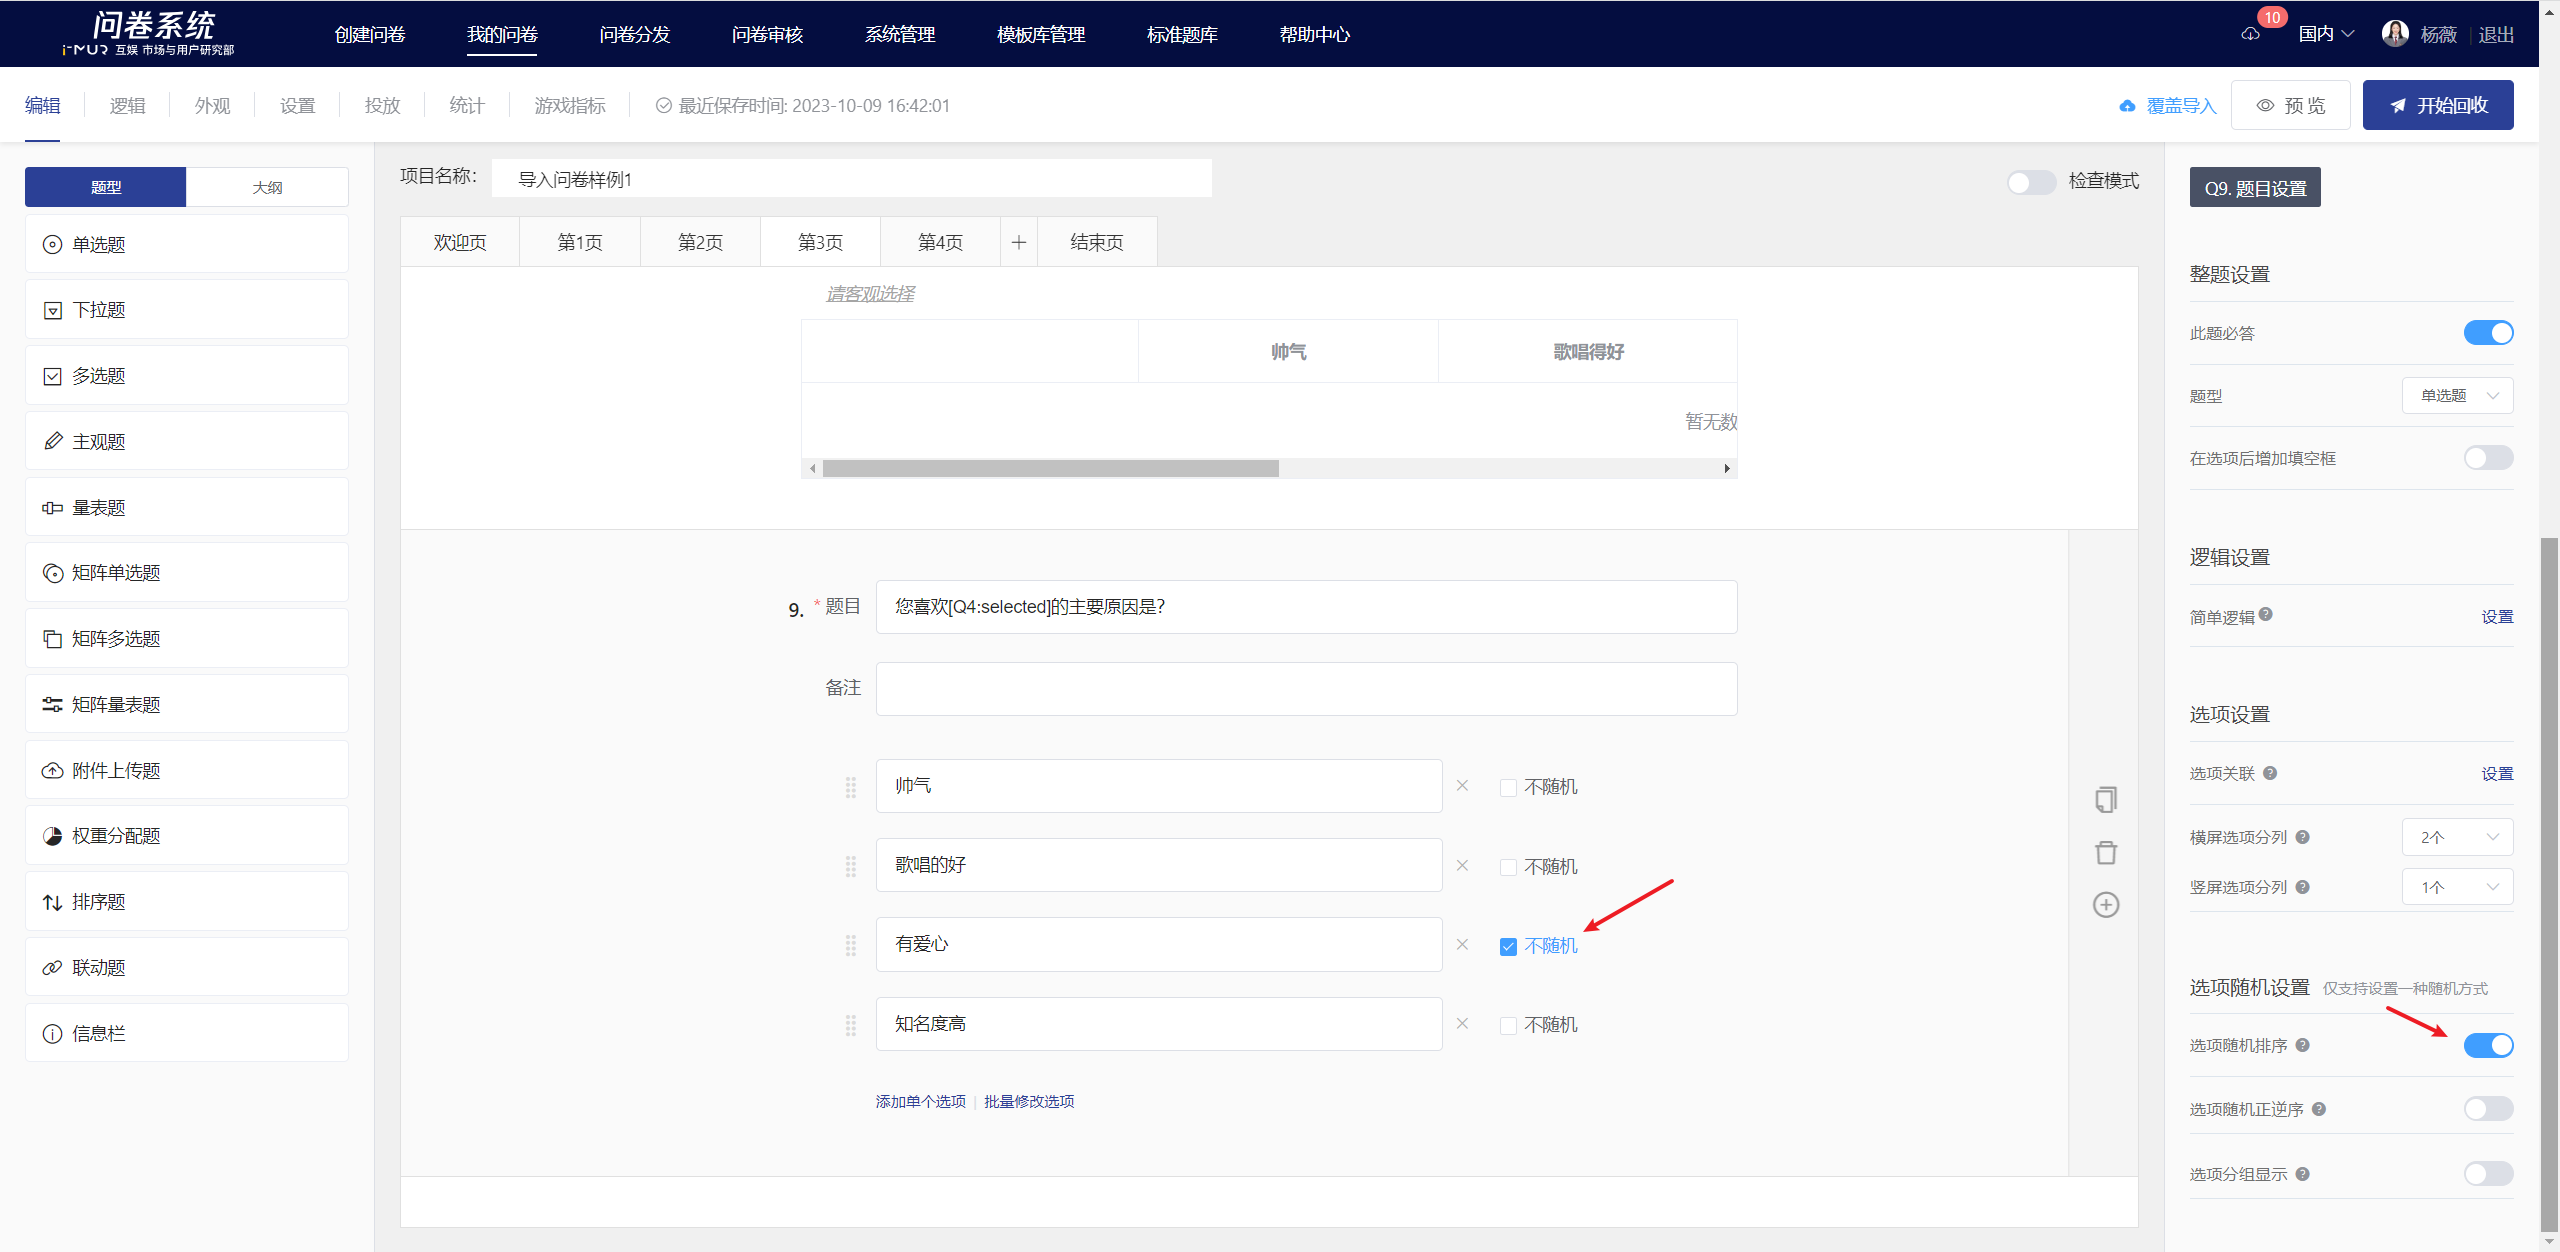 问卷系统
i-MUR 互娱 市场与用户研究部
创建问卷
我的问卷
问卷分发
问卷审核
系统管理
模板库管理
标准题库
帮助中心
10
国内
杨薇
退出
编辑
逻辑
外观
设置
投放
统计
游戏指标
最近保存时间: 2023-10-09 16:42:01
覆盖导入
预 览
开始回收
题型
大纲
单选题
下拉题
多选题
主观题
量表题
矩阵单选题
矩阵多选题
矩阵量表题
附件上传题
权重分配题
排序题
联动题
信息栏
项目名称:
导入问卷样例1
检查模式
欢迎页
第1页
第2页
第3页
第4页
+
结束页
请客观选择
帅气
歌唱得好
暂无数
9. * 题目
您喜欢[Q4:selected]的主要原因是?
备注
帅气
不随机
歌唱的好
不随机
有爱心
不随机
知名度高
不随机
添加单个选项 | 批量修改选项
Q9. 题目设置
整题设置
此题必答
题型
单选题
在选项后增加填空框
逻辑设置
简单逻辑
设置
选项设置
选项关联
设置
横屏选项分列
2个
竖屏选项分列
1个
选项随机设置 仅支持设置一种随机方式
选项随机排序
选项随机正逆序
选项分组显示